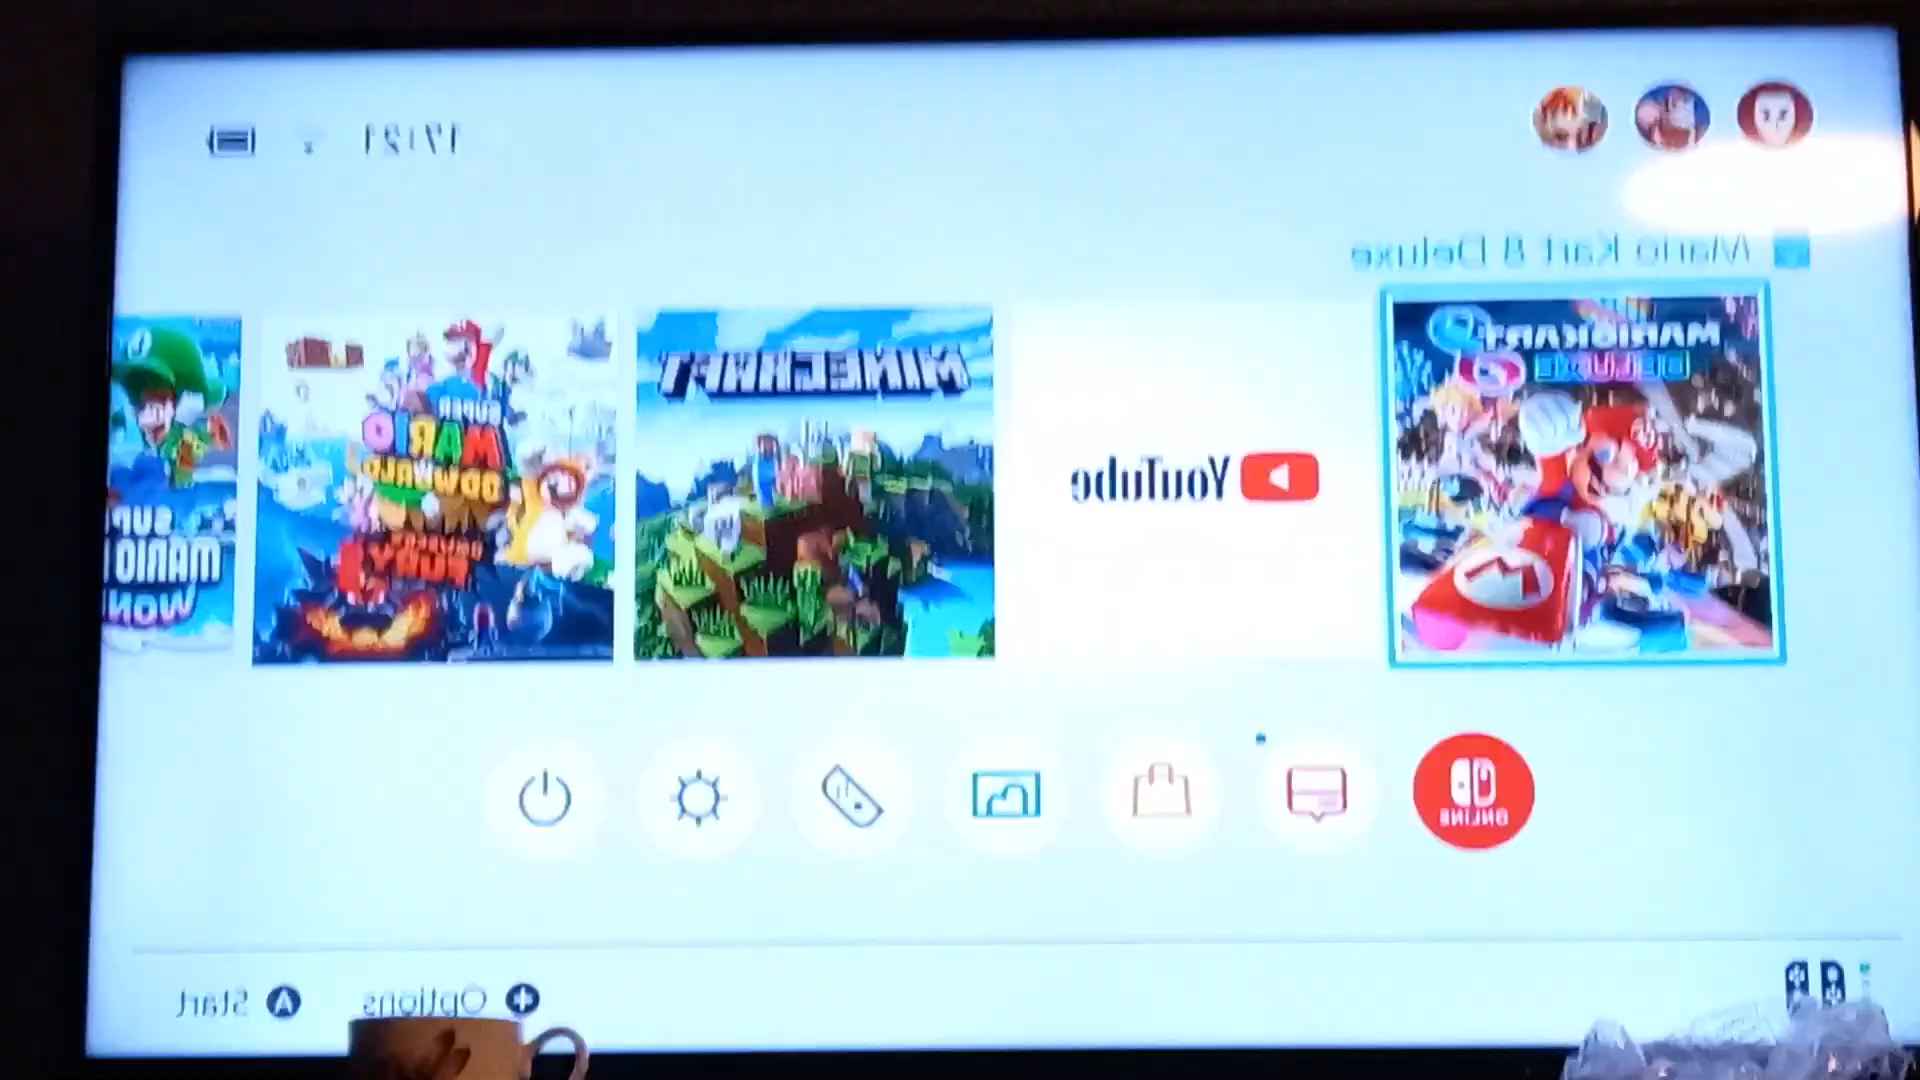 17:21
Mario Kart 8 Deluxe
MARIOKART 8
DELUXE
YouTube
MINECRAFT
SUPER
MARIO
3D WORLD
BOWSER'S
FURY
SUPER
MARIO
WON
ONLINE
Options
A Start